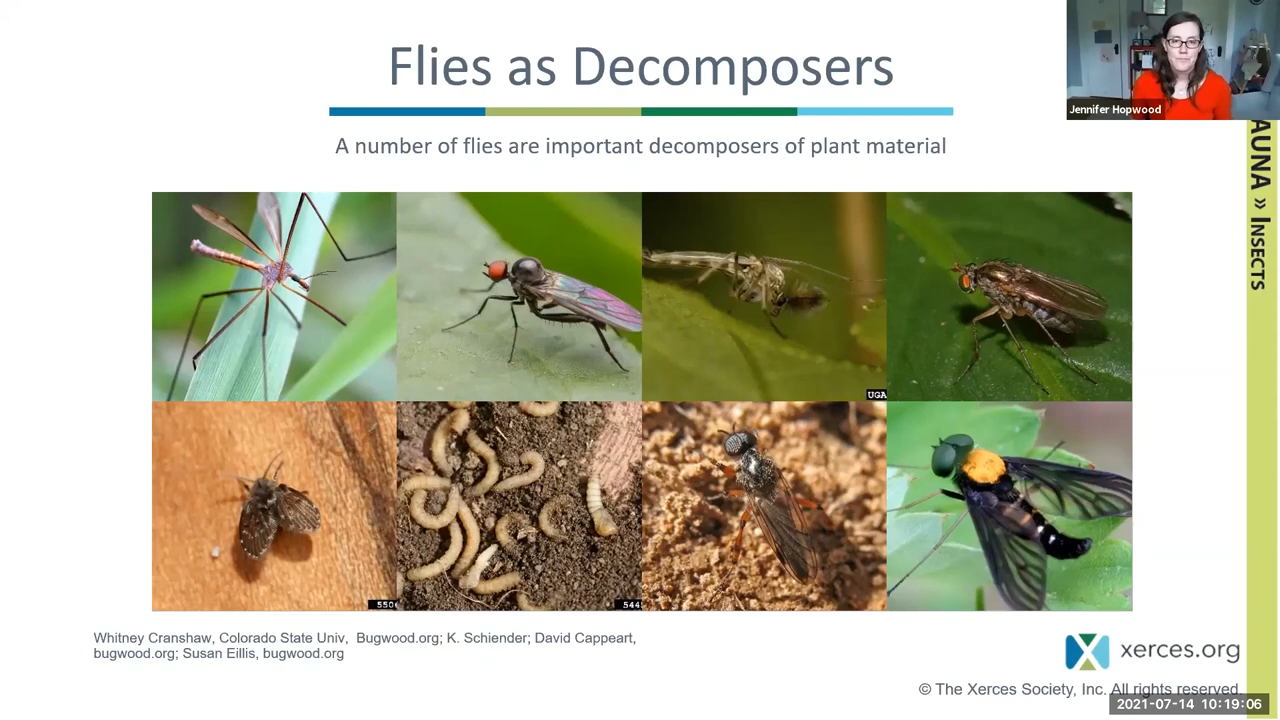 Flies as Decomposers
Jennifer Hopwood
A number of flies are important decomposers of plant material
AUNA » INSECTS
UGA
550
544
Whitney Cranshaw, Colorado State Univ, Bugwood.org; K. Schiender; David Cappeart,
bugwood.org; Susan Eillis, bugwood.org
xerces.org
© The Xerces Society, Inc. All rights reserved.
2021-07-14 10:19:06